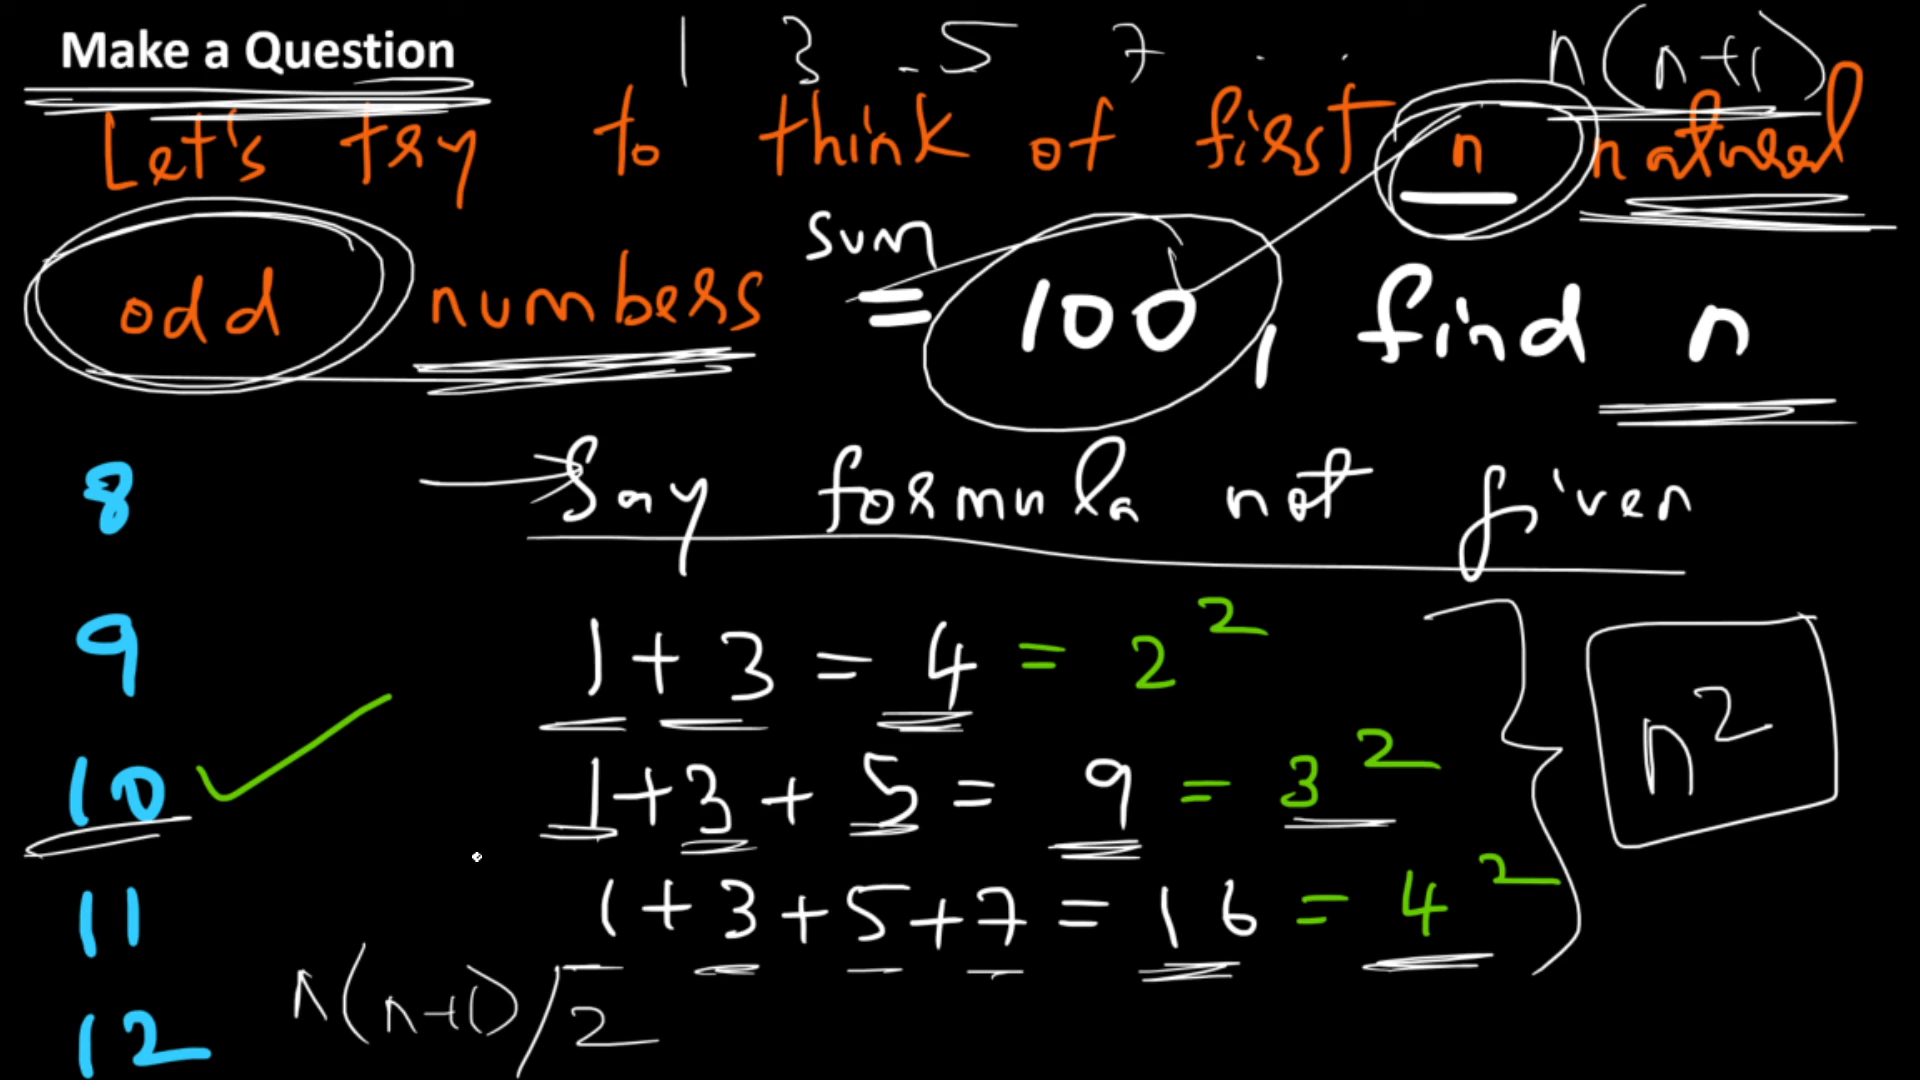 Make a Question
1 3 5 7 . . n(n+1)
Let's try to think of first n natural
odd numbers sum = 100, find n
8
Say formula not given
1+3=4=2²
9
n²
1+3+5=9=3²
10
1+3+5+7=16=4²
11
n(n+1)/2
12